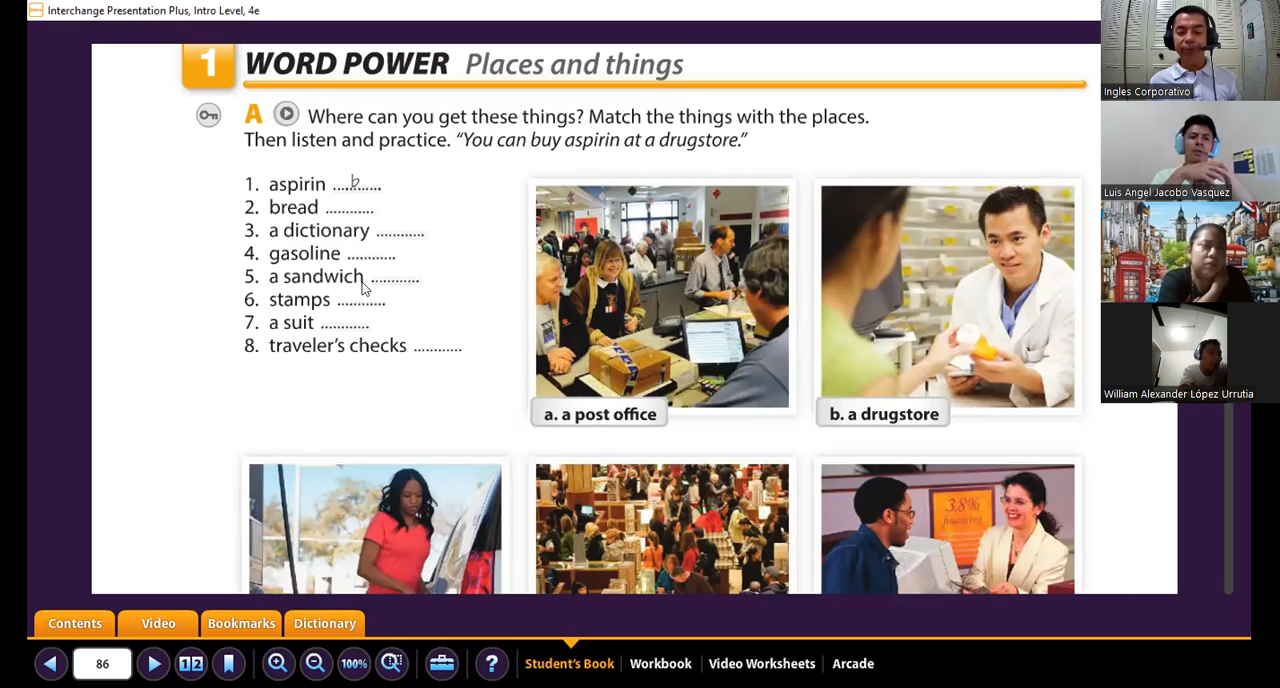 Intro Interchange Presentation Plus, Intro Level, 4e
1 WORD POWER Places and things
A Where can you get these things? Match the things with the places.
Then listen and practice. "You can buy aspirin at a drugstore."
1. aspirin ....b......
2. bread ............
3. a dictionary ............
4. gasoline ............
5. a sandwich ............
6. stamps ............
7. a suit ............
8. traveler's checks ............
a. a post office
b. a drugstore
3.8%
financing
Ingles Corporativo
Luis Angel Jacobo Vasquez
William Alexander López Urrutia
Contents Video Bookmarks Dictionary
86 12 100% ? Student's Book Workbook Video Worksheets Arcade